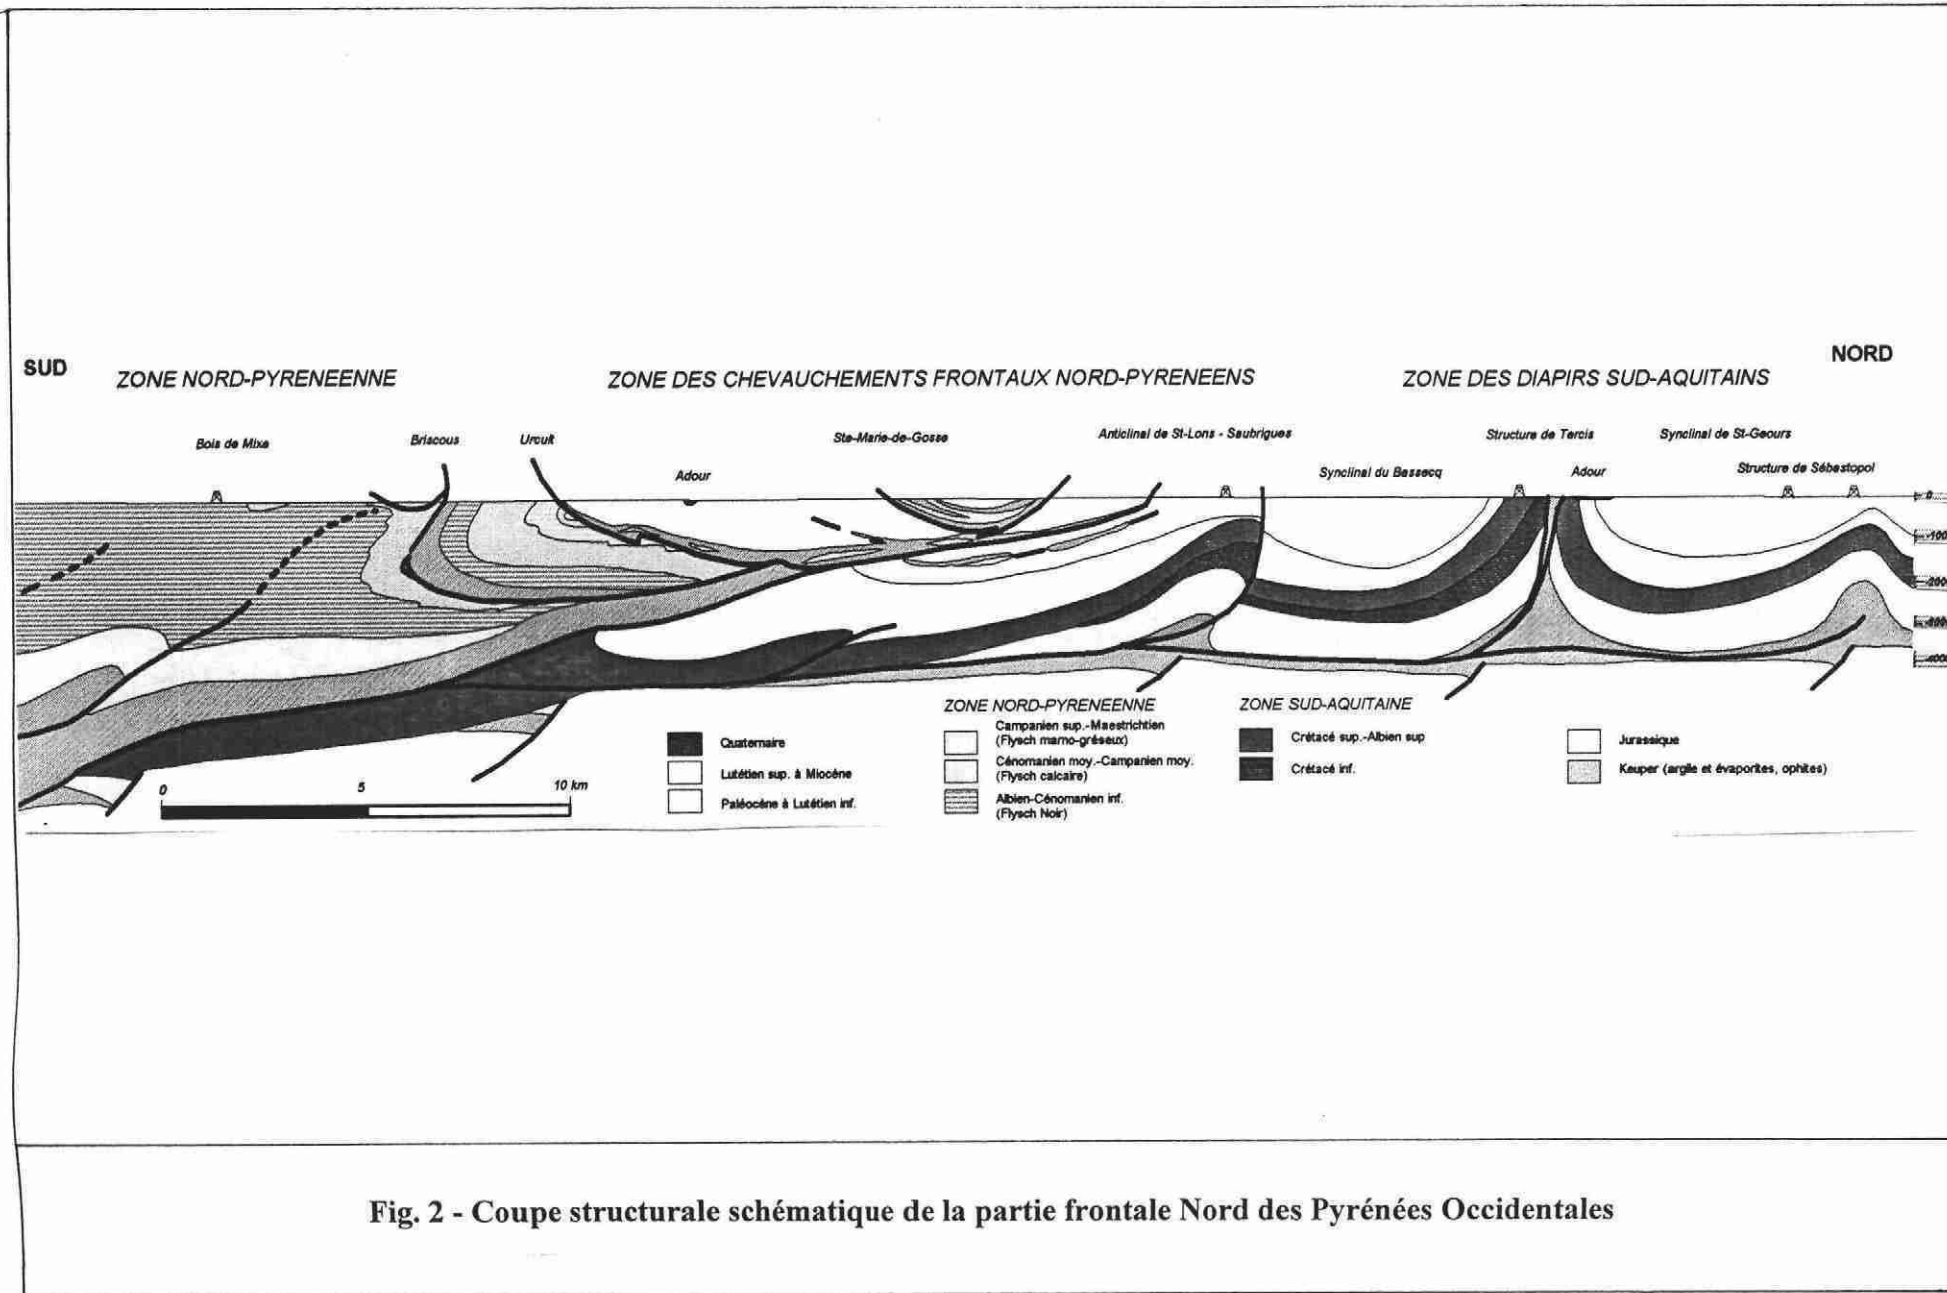 SUD
NORD
ZONE NORD-PYRENEENNE
ZONE DES CHEVAUCHEMENTS FRONTAUX NORD-PYRENEENS
ZONE DES DIAPIRS SUD-AQUITAINS
Bois de Mixe
Briscous
Urcuit
Adour
Ste-Marie-de-Gosse
Anticlinal de St-Lons - Saubrigues
Synclinal du Bassecq
Structure de Tercis
Adour
Synclinal de St-Geours
Structure de Sébastopol
0
0
5
10 km
Quaternaire
Lutétien sup. à Miocène
Paléocène à Lutétien inf.
ZONE NORD-PYREENNE
Campanien sup.-Maestrichtien
(Flysch marno-gréseux)
Cénomanien moy.-Campanien moy.
(Flysch calcaire)
Albien-Cénomanien inf.
(Flysch Noir)
ZONE SUD-AQUITAINE
Crétacé sup.-Albien sup
Crétacé inf.
Jurassique
Keuper (argile et évaporites, ophites)
Fig. 2 - Coupe structurale schématique de la partie frontale Nord des Pyrénées Occidentales